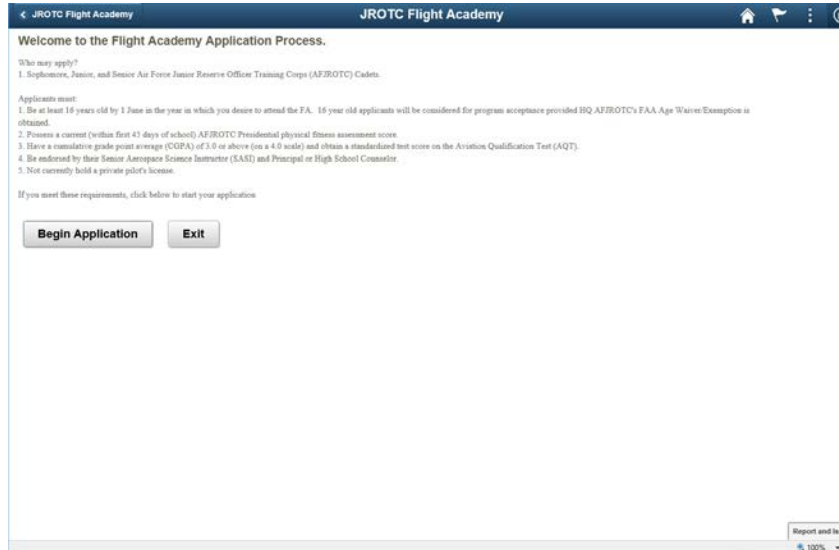 JROTC Flight Academy
JROTC Flight Academy
Welcome to the Flight Academy Application Process.
Who may apply?
1. Sophomore, Junior, and Senior Air Force Junior Reserve Officer Training Corps (AFJROTC) Cadets.
Applicants must:
1. Be at least 16 years old by 1 June in the year in which you desire to attend the FA. 16 year old applicants will be considered for program acceptance provided HQ AFJROTC's FAA Age Waiver/Exemption is
obtained.
2. Possess a current (within first 45 days of school) AFJROTC Presidential physical fitness assessment score.
3. Have a cumulative grade point average (CGPA) of 3.0 or above (on a 4.0 scale) and obtain a standardized test score on the Aviation Qualification Test (AQT).
4. Be endorsed by their Senior Aerospace Science Instructor (SASI) and Principal or High School Counselor.
5. Not currently hold a private pilot's license.
If you meet these requirements, click below to start your application
Begin Application
Exit
Report and
100%